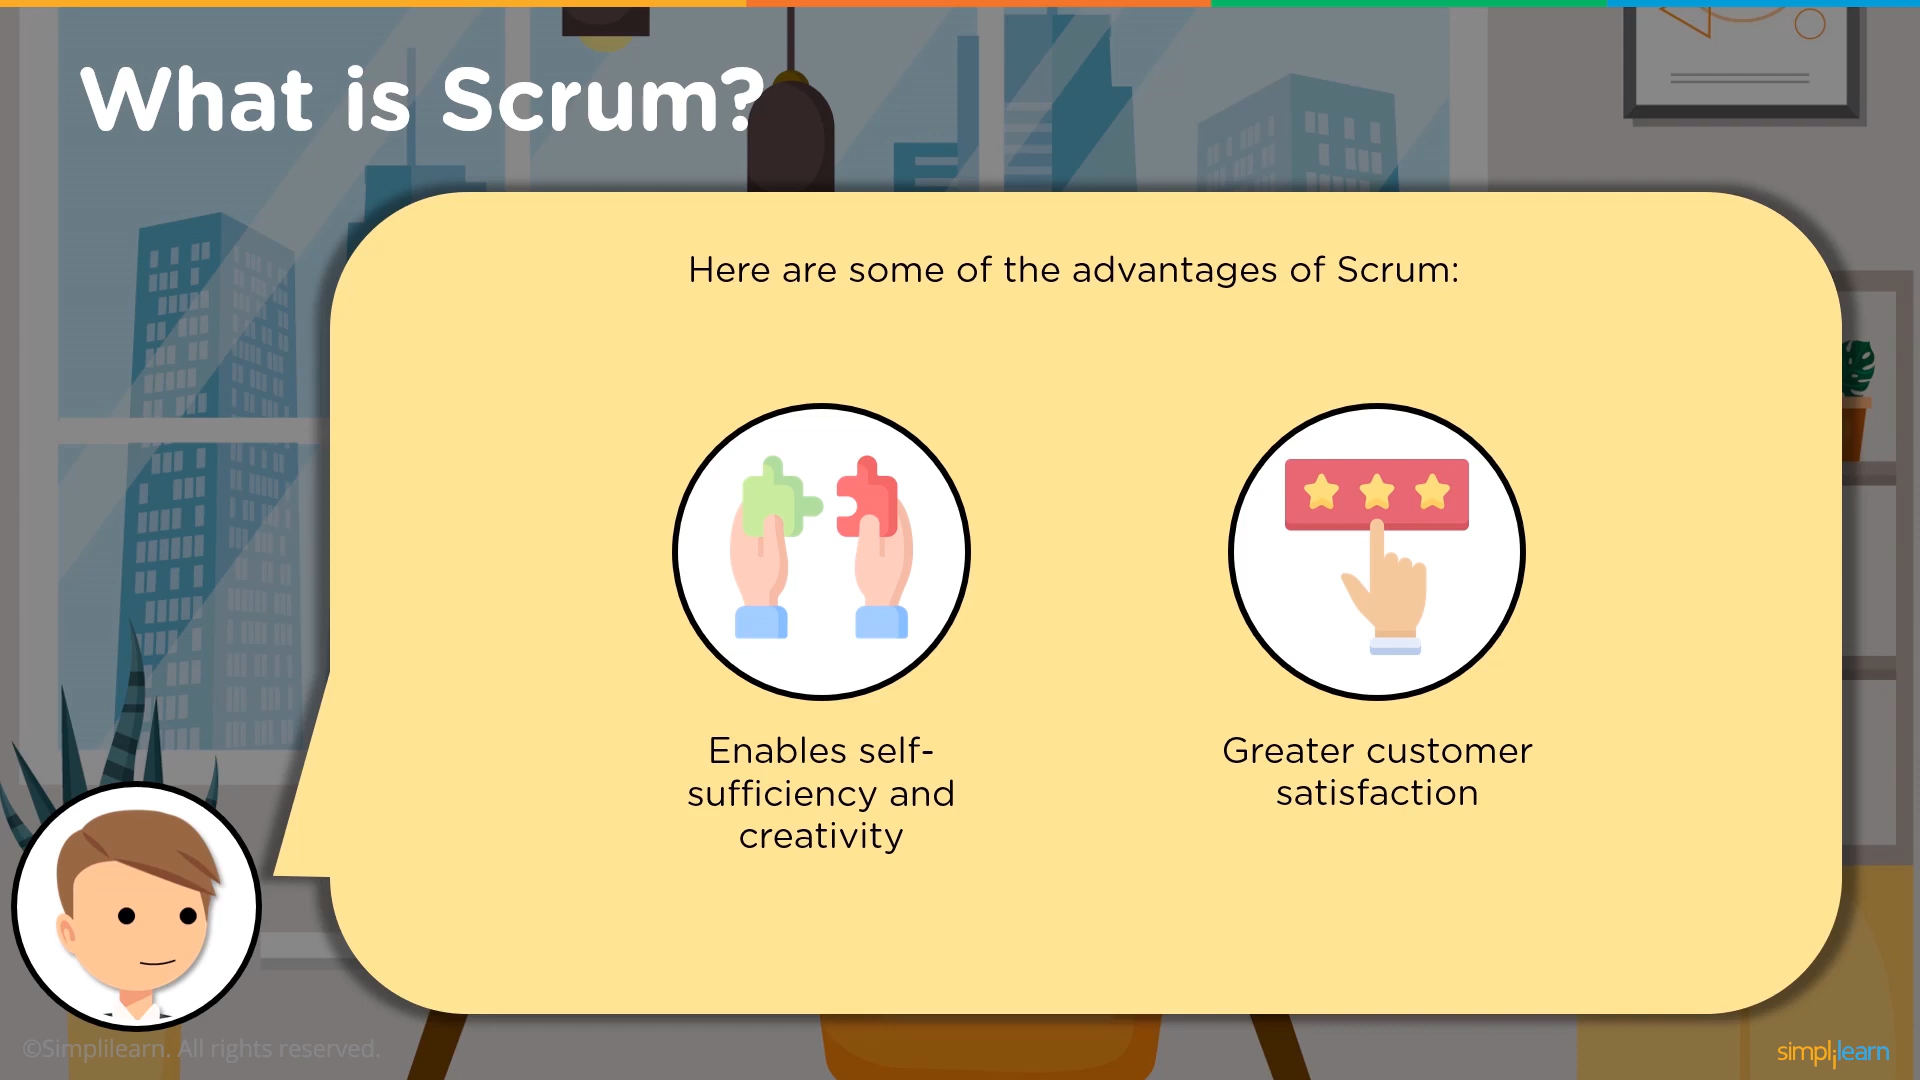 What is Scrum?
Here are some of the advantages of Scrum:
Enables self-
sufficiency and
creativity
Greater customer
satisfaction
©Simplilearn. All rights reserved.
simplilearn